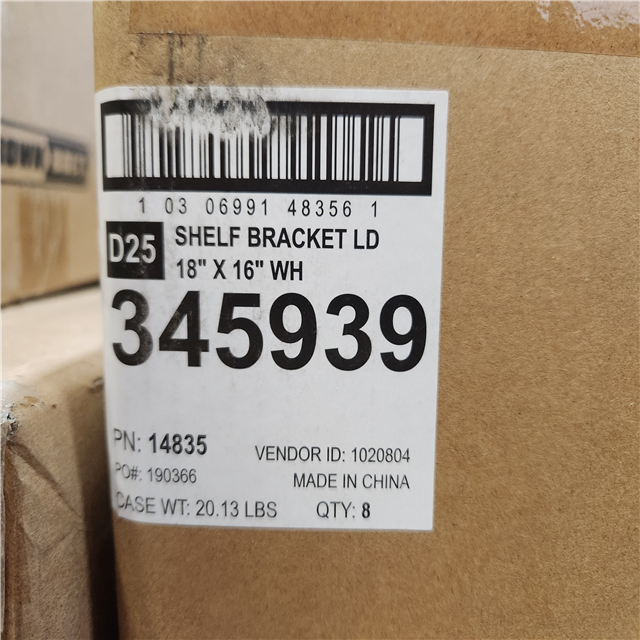 1 03 06991 48356 1
D25
SHELF BRACKET LD
18" X 16" WH
345939
PN: 14835
PO#: 190366
CASE WT: 20.13 LBS
VENDOR ID: 1020804
MADE IN CHINA
QTY: 8